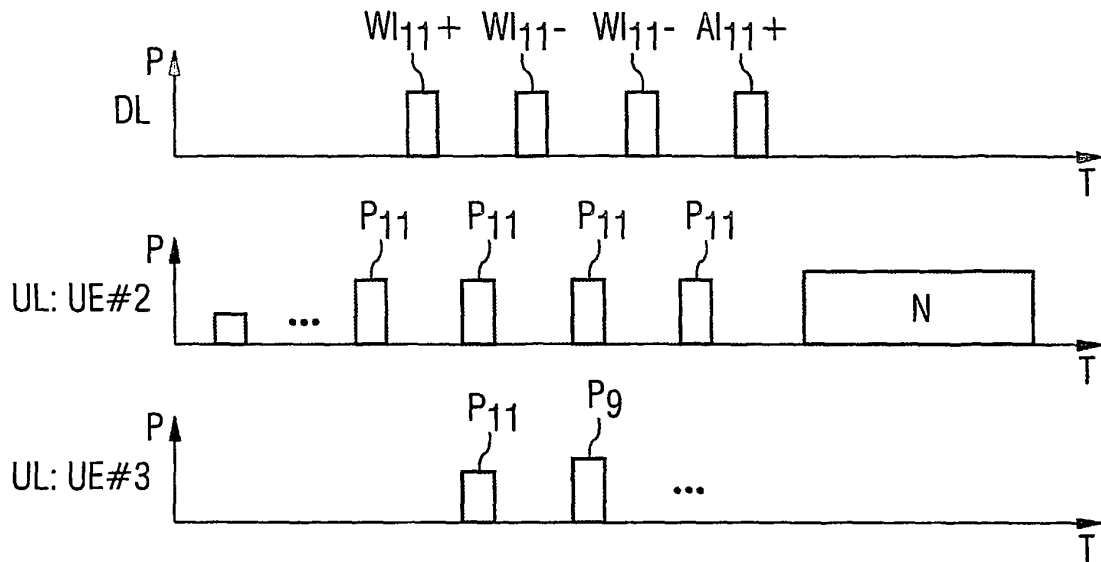 WI11+ WI11- WI11- AI11+
P
DL
T
P11 P11 P11 P11
P
UL: UE#2
...
N
T
P11 P9
P
UL: UE#3
...
T